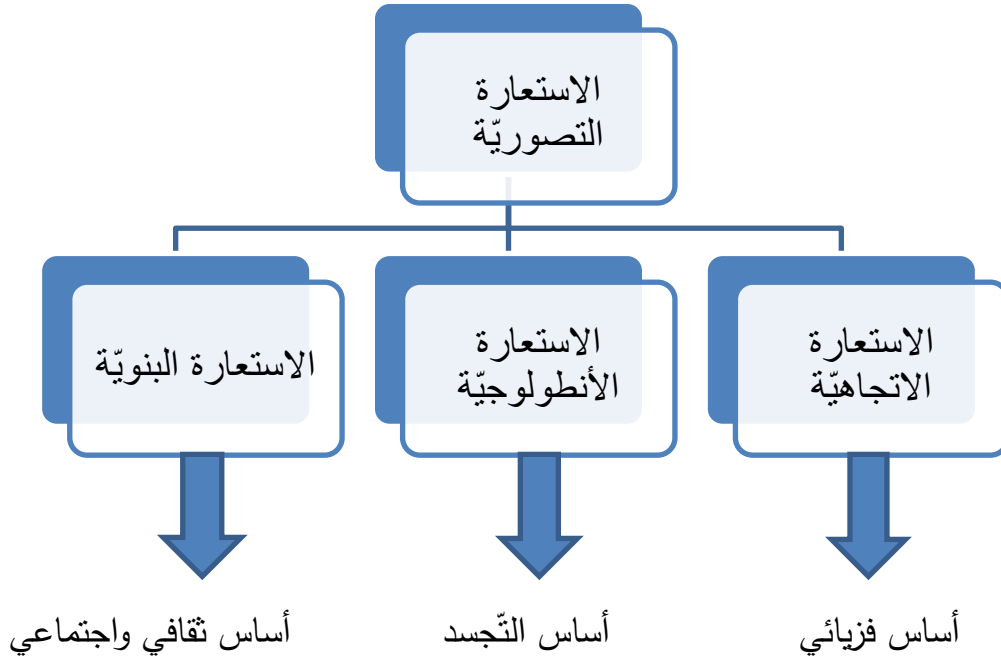 الاستعارة
التصوريّة
الاستعارة
الاتجاهيّة
الاستعارة
الأنطولوجيّة
الاستعارة البنويّة
أساس فزيائي
أساس التّجسد
أساس ثقافي واجتماعي